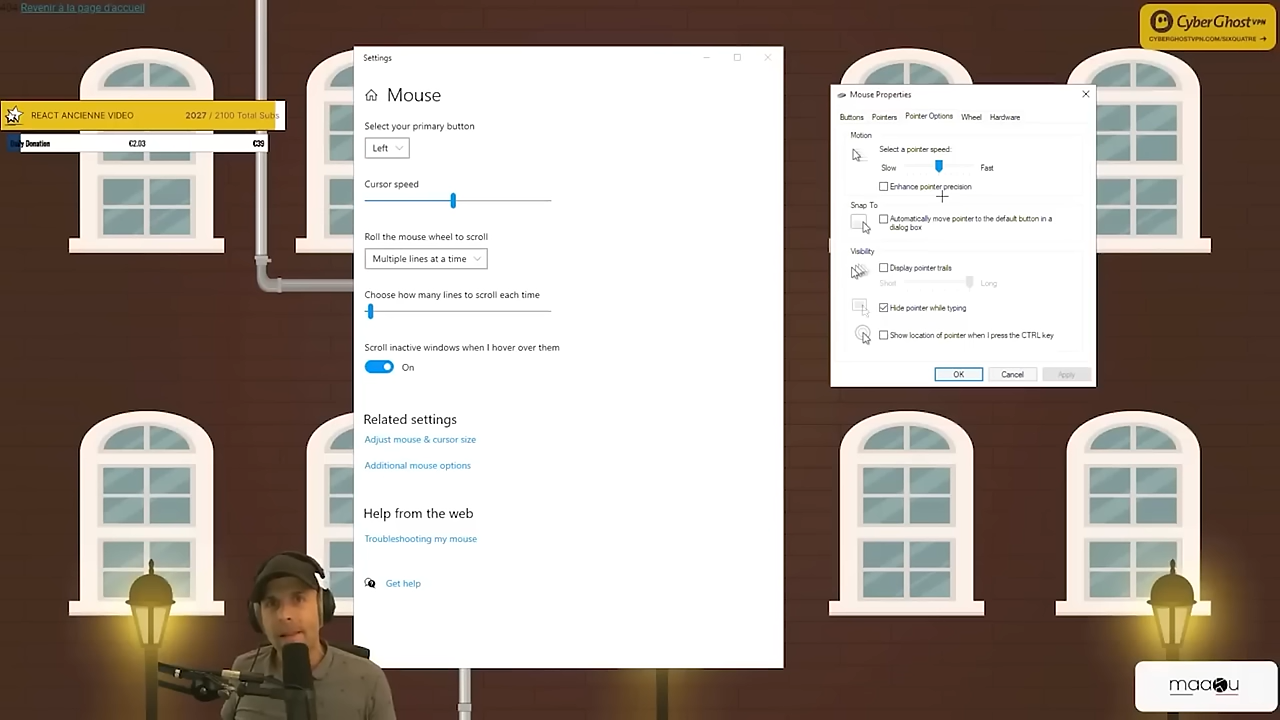 Revenir à la page d'accueil
CyberGhost VPN
CYBERGHOSTVPN.COM/SIXQUATRE
REACT ANCIENNE VIDEO 2027 / 2100 Total Subs
Donation €2.03 €39
Settings
Mouse
Select your primary button
Left
Cursor speed
Roll the mouse wheel to scroll
Multiple lines at a time
Choose how many lines to scroll each time
Scroll inactive windows when I hover over them
On
Related settings
Adjust mouse & cursor size
Additional mouse options
Help from the web
Troubleshooting my mouse
Get help
Mouse Properties
Buttons Pointers Pointer Options Wheel Hardware
Motion
Select a pointer speed:
Slow Fast
Enhance pointer precision
Snap To
Automatically move pointer to the default button in a
dialog box
Visibility
Display pointer trails
Short Long
Hide pointer while typing
Show location of pointer when I press the CTRL key
OK Cancel Apply
maaku